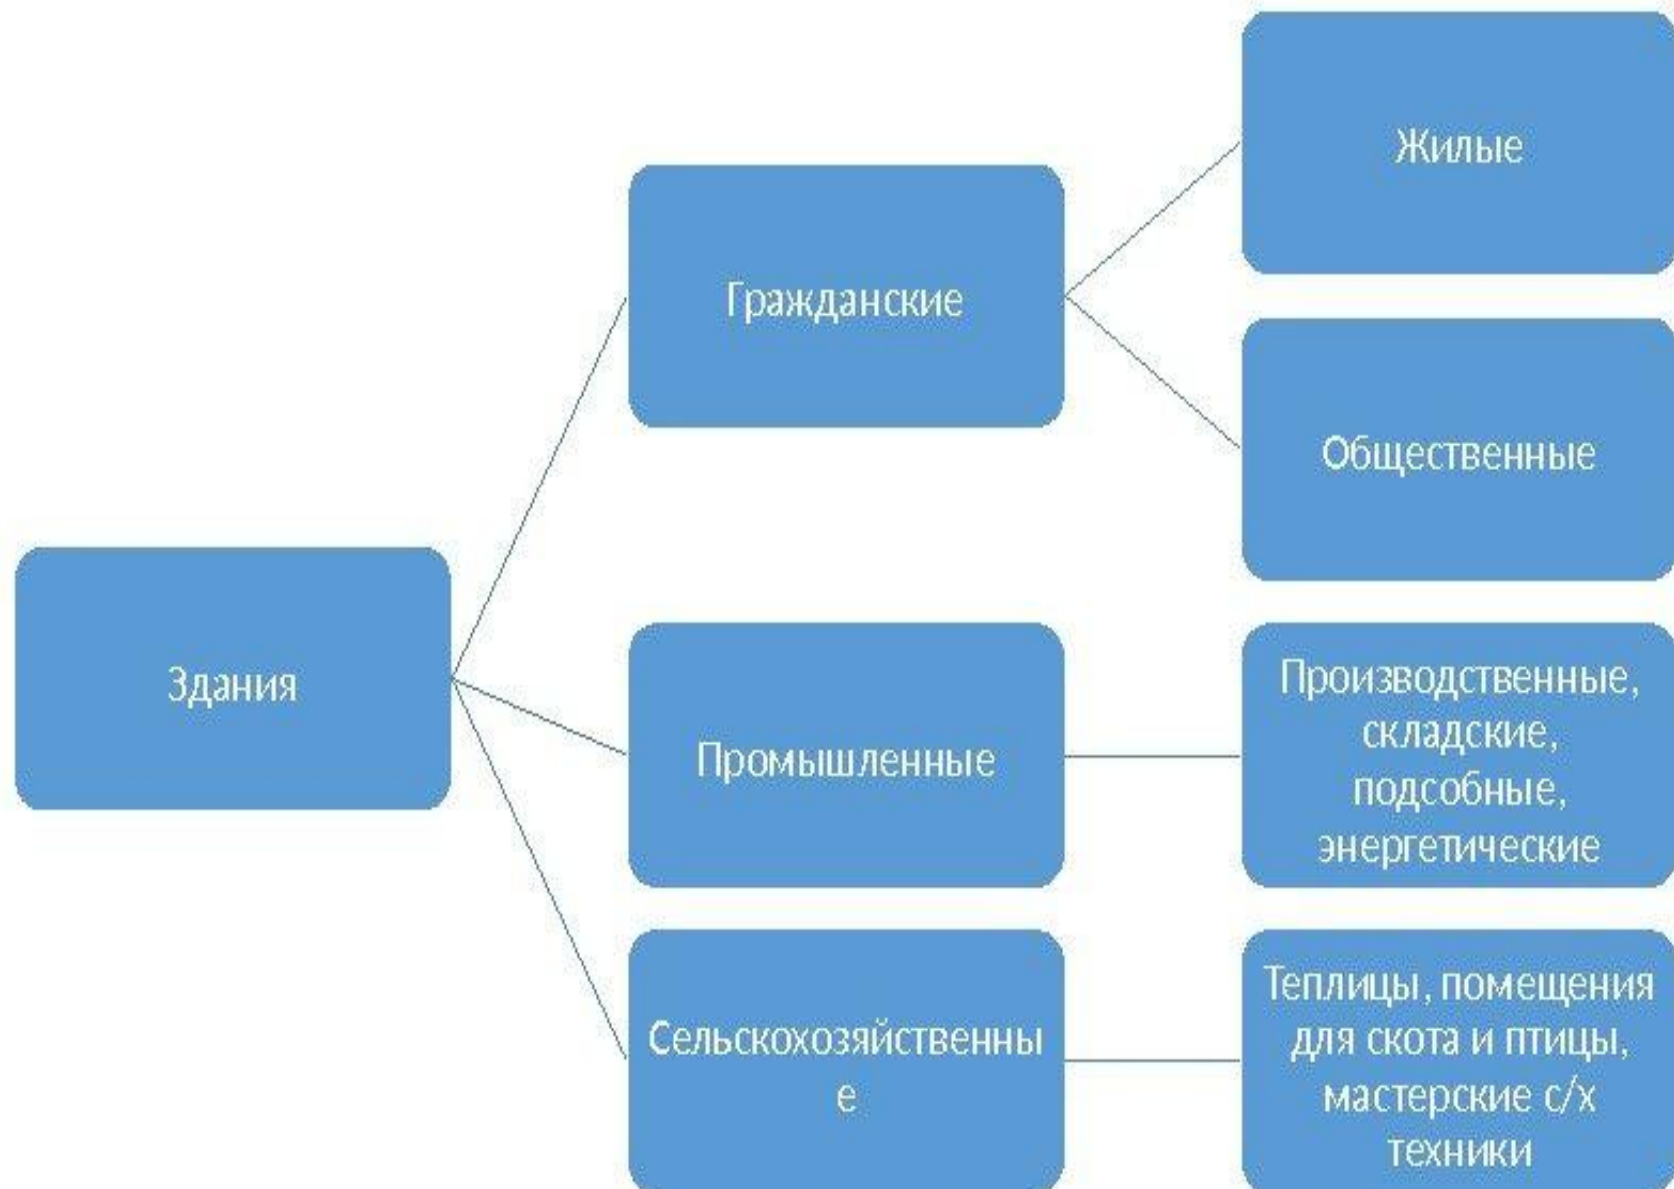 Здания
Гражданские
Жилые
Общественные
Промышленные
Производственные,
складские,
подсобные,
энергетические
Сельскохозяйственны
е
Теплицы, помещения
для скота и птицы,
мастерские с/х
техники